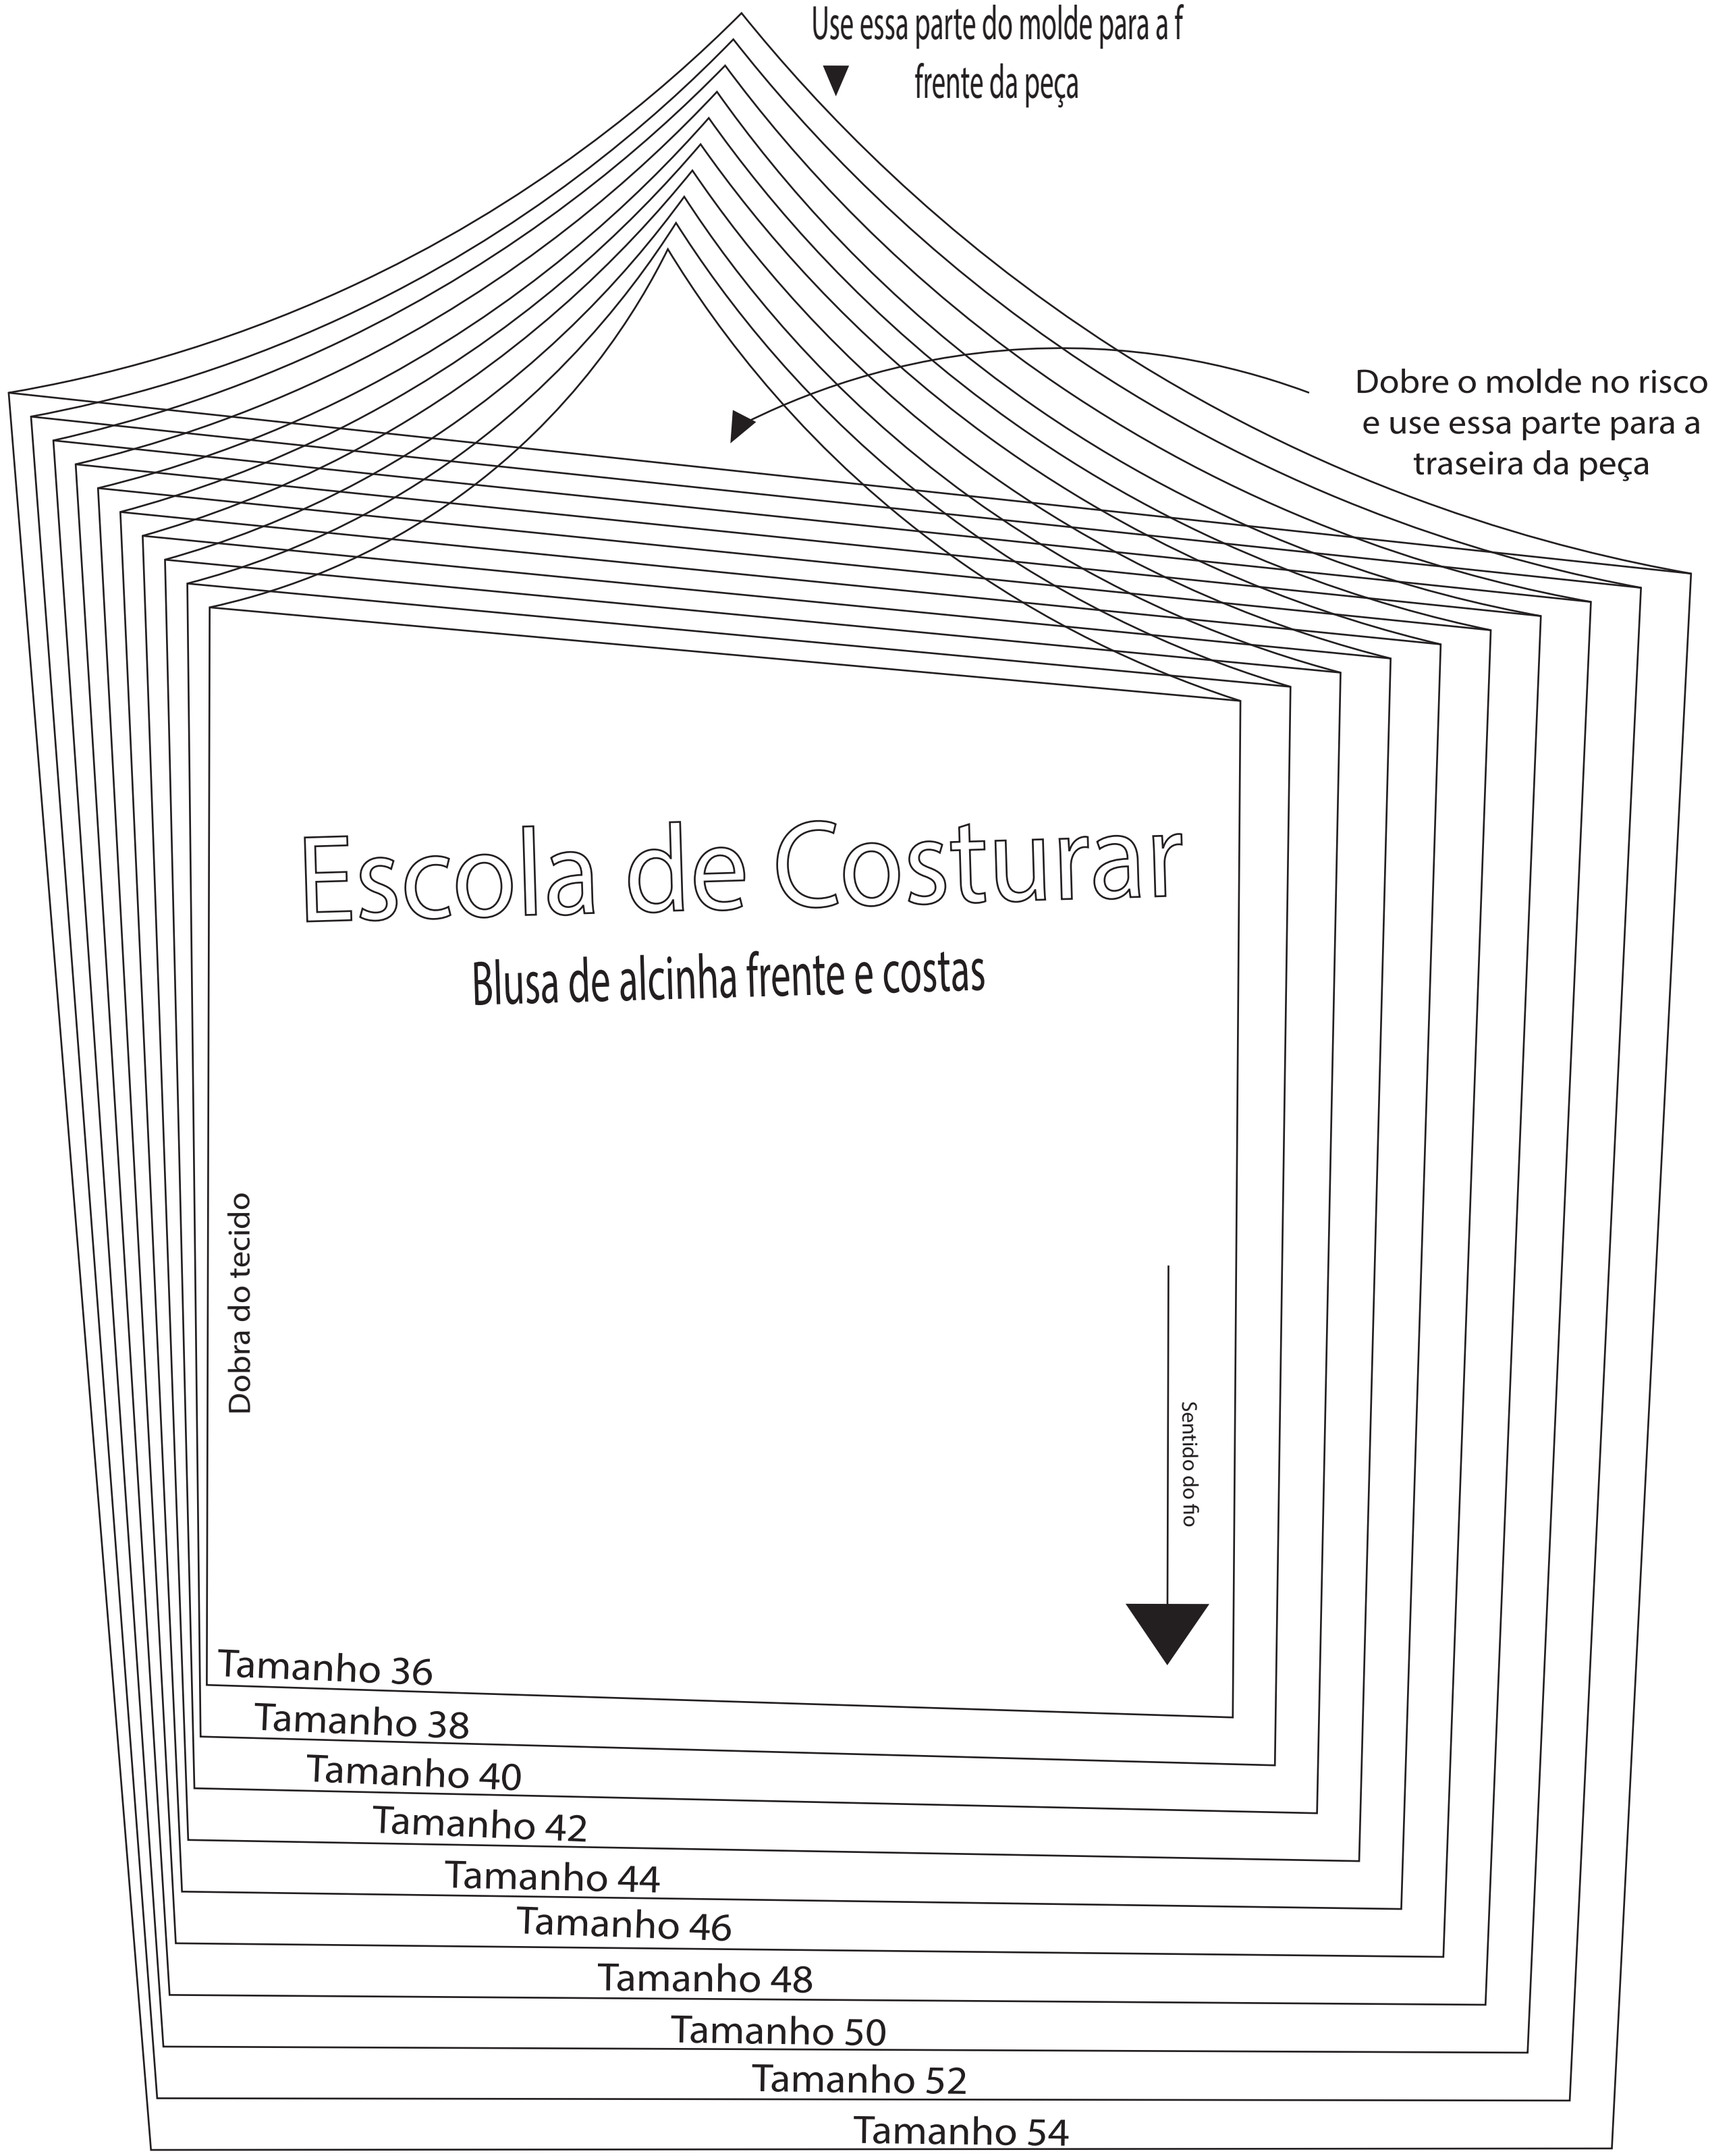 Use essa parte do molde para a f
frente da peça
Dobre o molde no risco
e use essa parte para a
traseira da peça
Escola de Costurar
Blusa de alcinha frente e costas
Dobra do tecido
Sentido do fio
Tamanho 36
Tamanho 38
Tamanho 40
Tamanho 42
Tamanho 44
Tamanho 46
Tamanho 48
Tamanho 50
Tamanho 52
Tamanho 54